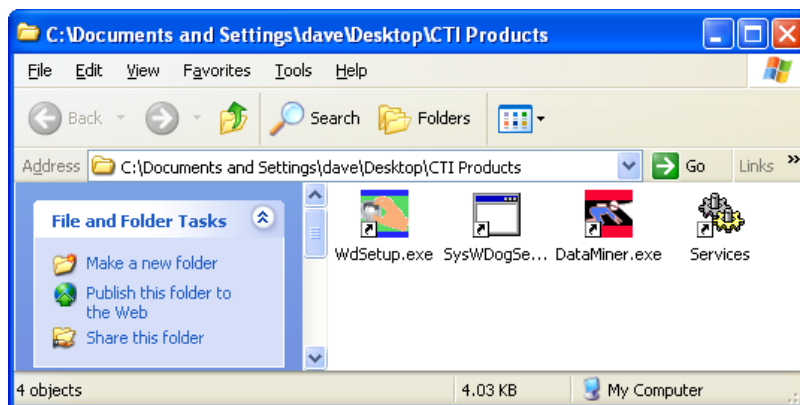 C:\Documents and Settings\dave\Desktop\CTI Products
File Edit View Favorites Tools Help
Back Search Folders
Address C:\Documents and Settings\dave\Desktop\CTI Products Go Links »
File and Folder Tasks
Make a new folder
Publish this folder to
the Web
Share this folder
WdSetup.exe SysWDogSe... DataMiner.exe Services
4 objects 4.03 KB My Computer